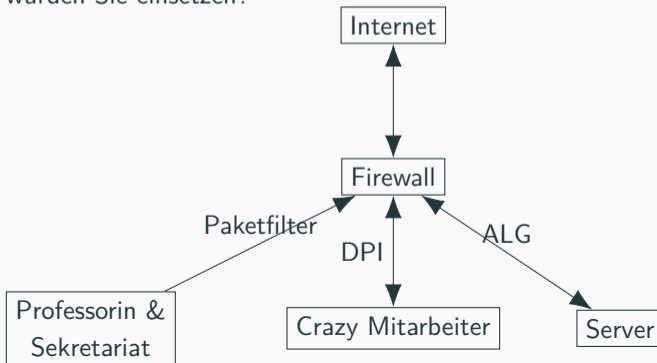 würden Sie einsetzen?
Internet
Firewall
Paketfilter
DPI
ALG
Professorin &
Sekretariat
Crazy Mitarbeiter
Server